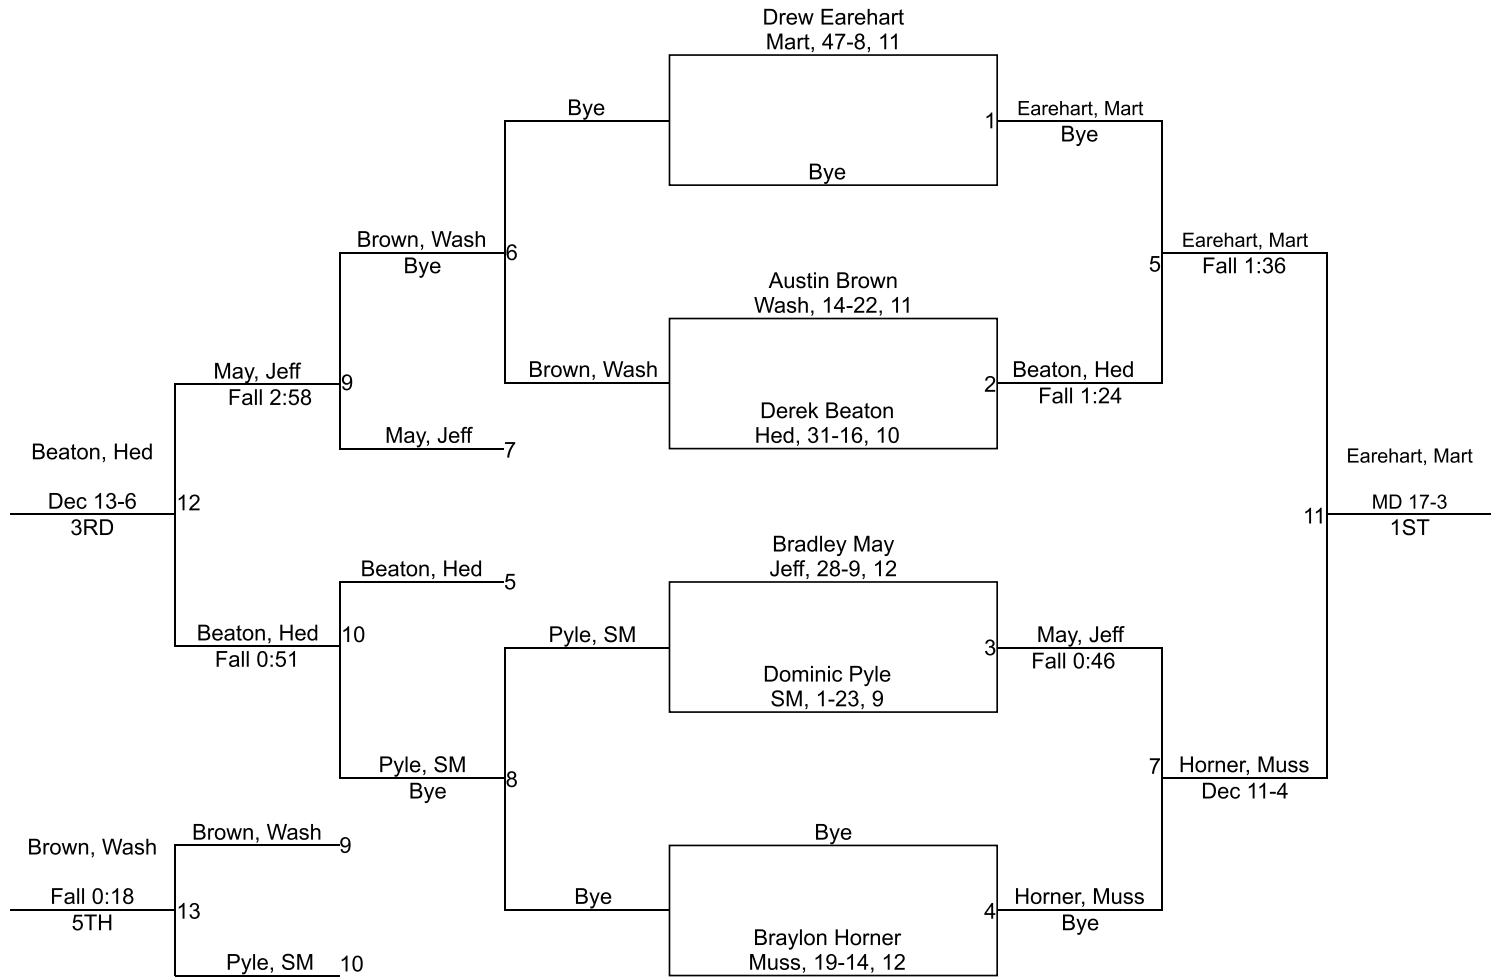 Drew Earehart
Mart, 47-8, 11
Bye
1
Earehart, Mart
Bye
Bye
Brown, Wash
Bye
6
Earehart, Mart
Fall 1:36
5
Austin Brown
Wash, 14-22, 11
May, Jeff
Fall 2:58
9
Brown, Wash
2
Beaton, Hed
Fall 1:24
Derek Beaton
Hed, 31-16, 10
May, Jeff
7
Beaton, Hed
Dec 13-6
3RD
12
Earehart, Mart
MD 17-3
1ST
11
Bradley May
Jeff, 28-9, 12
Beaton, Hed
5
Beaton, Hed
Fall 0:51
10
Pyle, SM
3
May, Jeff
Fall 0:46
Dominic Pyle
SM, 1-23, 9
Pyle, SM
Bye
8
7
Horner, Muss
Dec 11-4
Bye
Brown, Wash
9
Brown, Wash
Fall 0:18
5TH
13
Bye
4
Horner, Muss
Bye
Braylon Horner
Muss, 19-14, 12
Pyle, SM
10